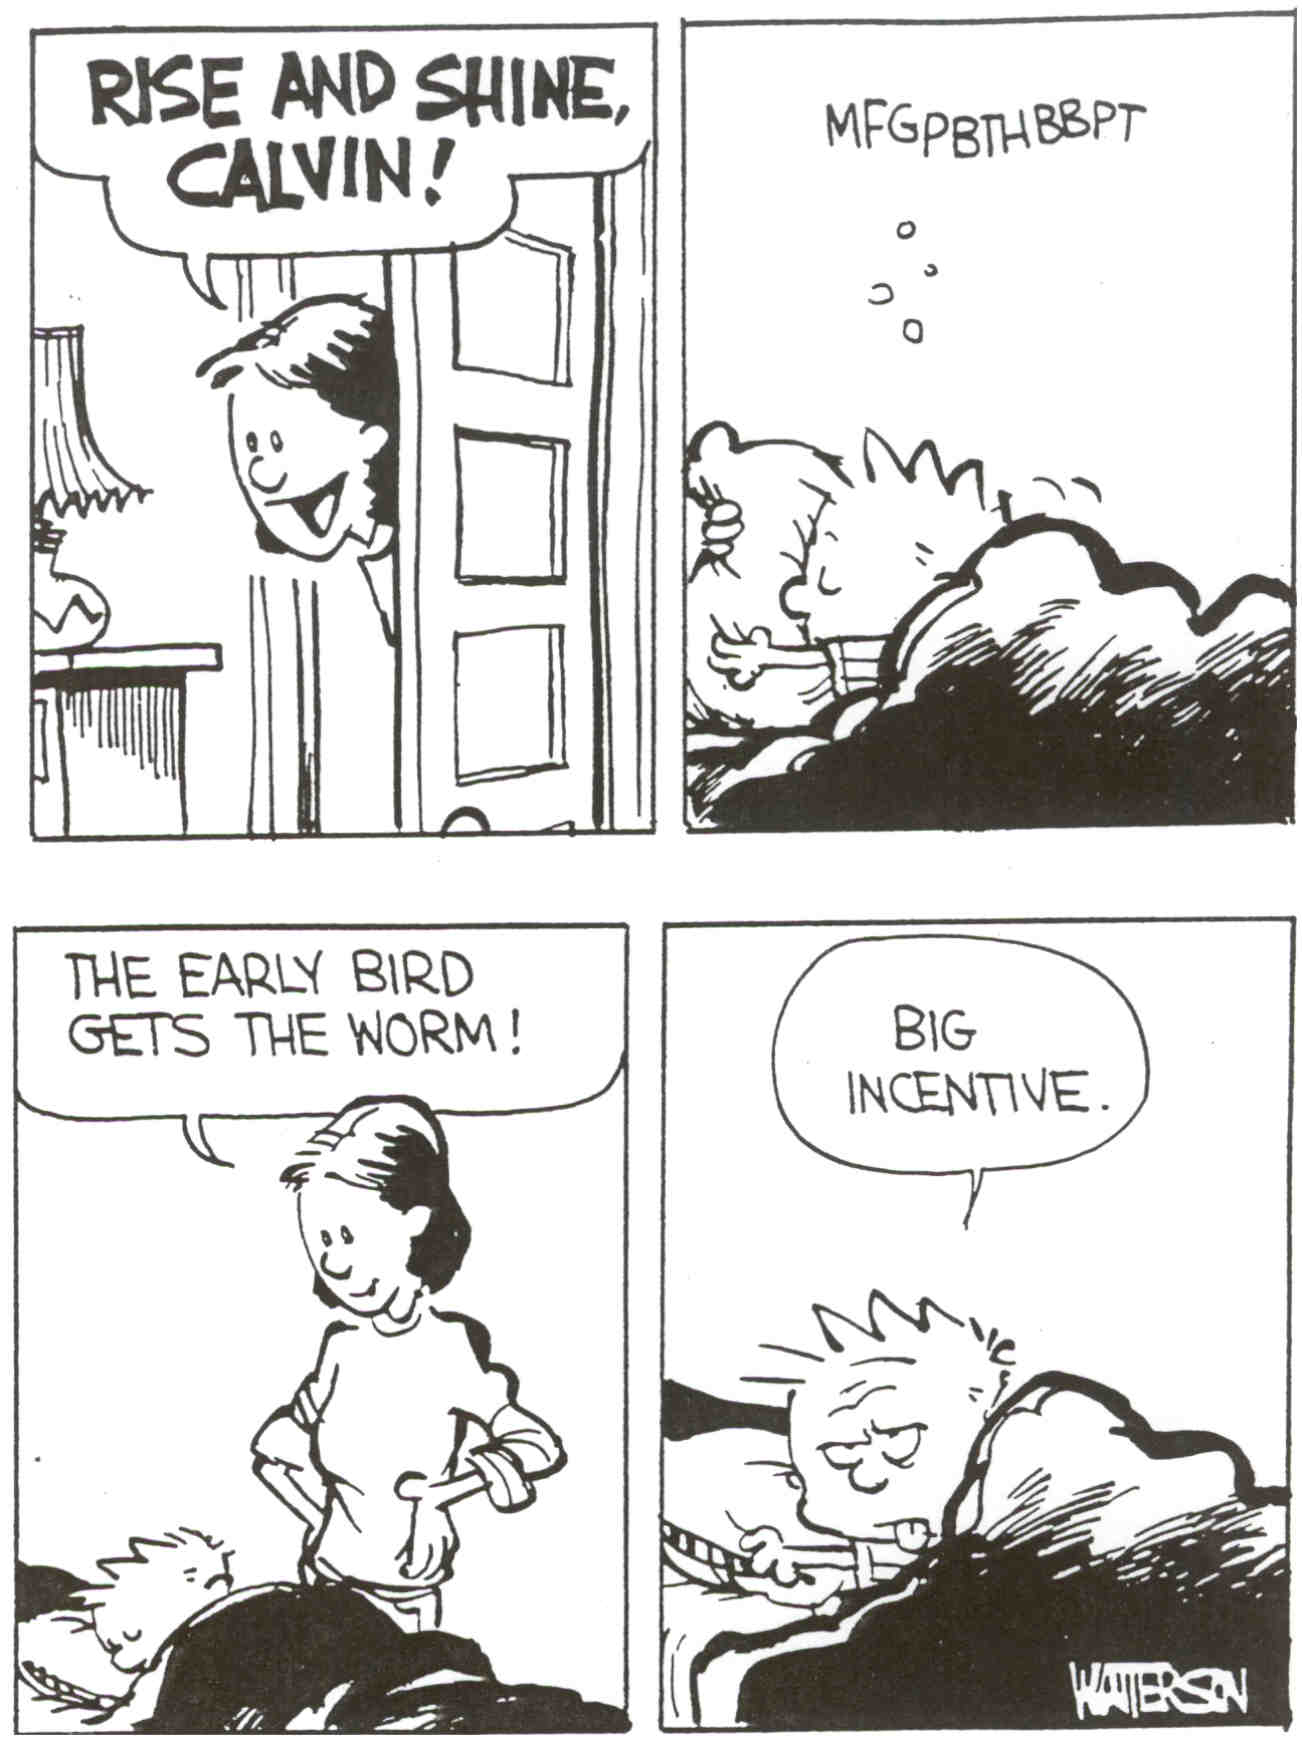 RISE AND SHINE,
CALVIN!
MFGPBTHBBPT
THE EARLY BIRD
GETS THE WORM!
BIG
INCENTIVE.
WATTERSON